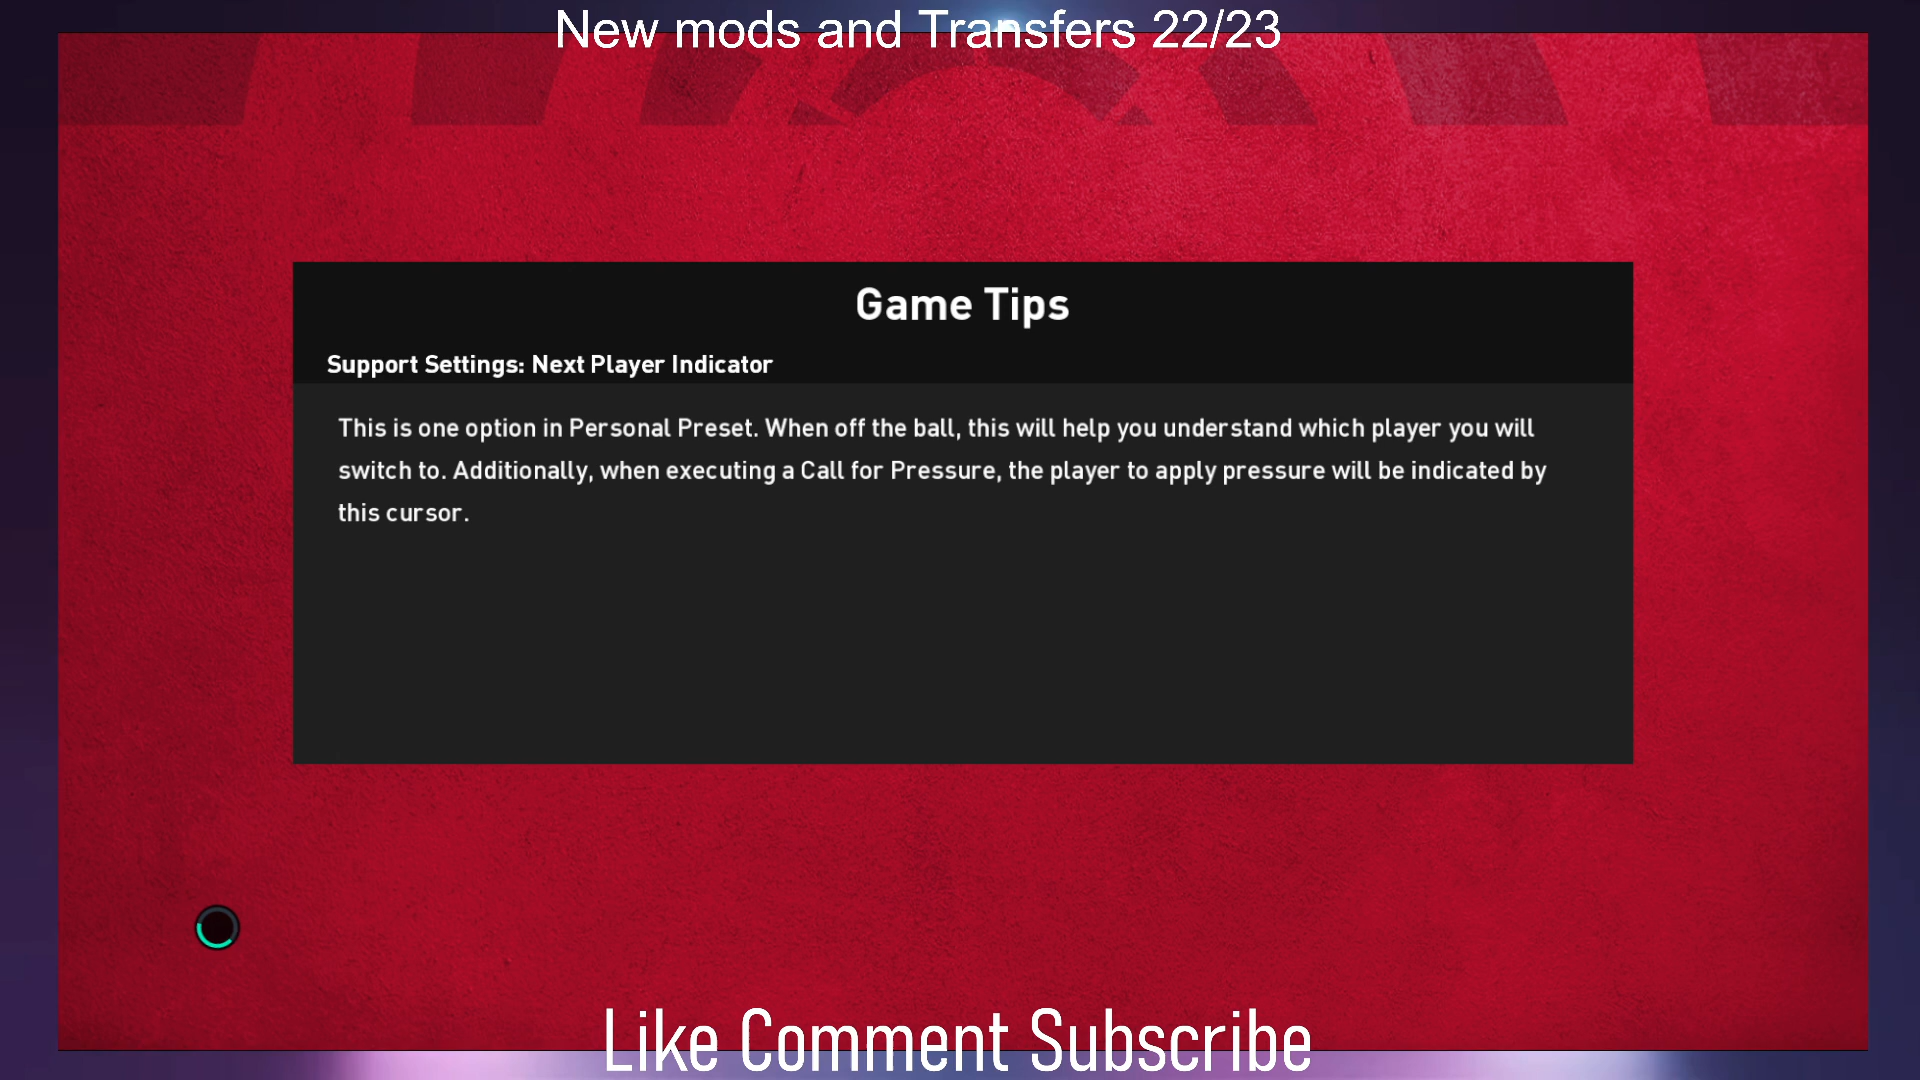 New mods and Transfers 22/23
Game Tips
Support Settings: Next Player Indicator
This is one option in Personal Preset. When off the ball, this will help you understand which player you will
switch to. Additionally, when executing a Call for Pressure, the player to apply pressure will be indicated by
this cursor.
Like Comment Subscribe